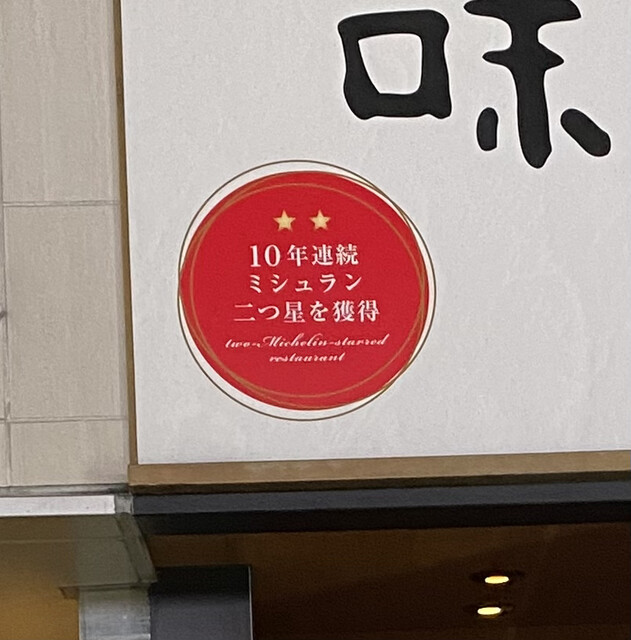 味
10年連続
ミシュラン
二つ星を獲得
two-Michelin-starred
restaurant